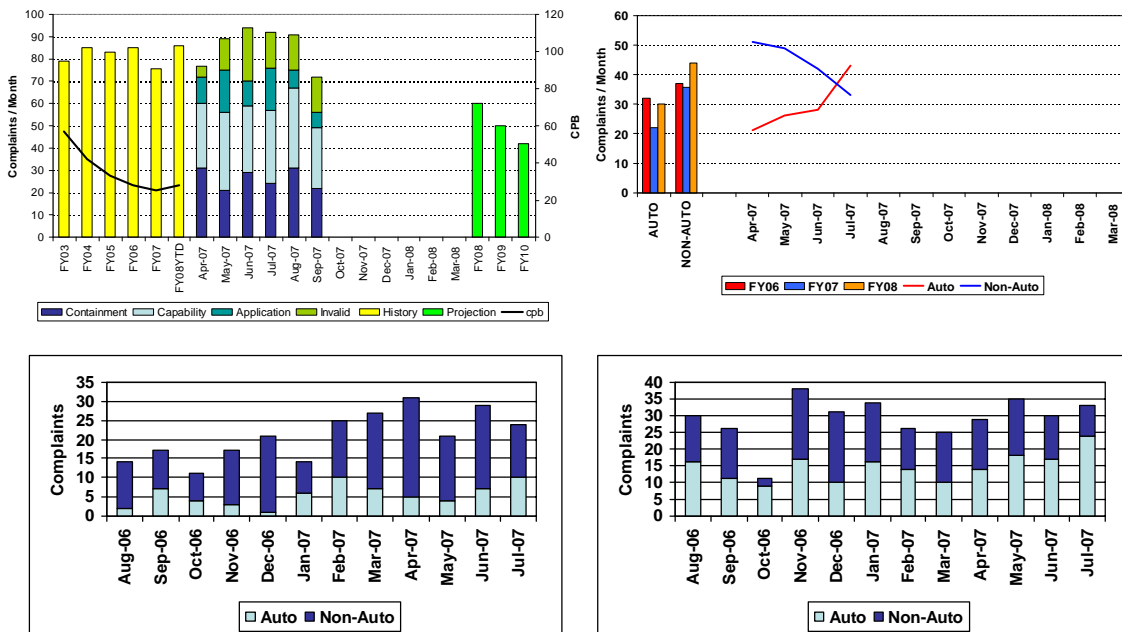 Complaints / Month
100
90
80
70
60
50
40
30
20
10
0
120
100
80
60
40
20
0
CPB
FY03
FY04
FY05
FY06
FY07
FY08YTD
Apr-07
May-07
Jun-07
Jul-07
Aug-07
Sep-07
Oct-07
Nov-07
Dec-07
Jan-08
Feb-08
Mar-08
FY08
FY09
FY10
Containment Capability Application Invalid History Projection cpb
Complaints / Month
60
50
40
30
20
10
0
AUTO
NON-AUTO
Apr-07
May-07
Jun-07
Jul-07
Aug-07
Sep-07
Oct-07
Nov-07
Dec-07
Jan-08
Feb-08
Mar-08
FY06 FY07 FY08 Auto Non-Auto
Complaints
35
30
25
20
15
10
5
0
Aug-06
Sep-06
Oct-06
Nov-06
Dec-06
Jan-07
Feb-07
Mar-07
Apr-07
May-07
Jun-07
Jul-07
Auto Non-Auto
Complaints
40
35
30
25
20
15
10
5
0
Aug-06
Sep-06
Oct-06
Nov-06
Dec-06
Jan-07
Feb-07
Mar-07
Apr-07
May-07
Jun-07
Jul-07
Auto Non-Auto